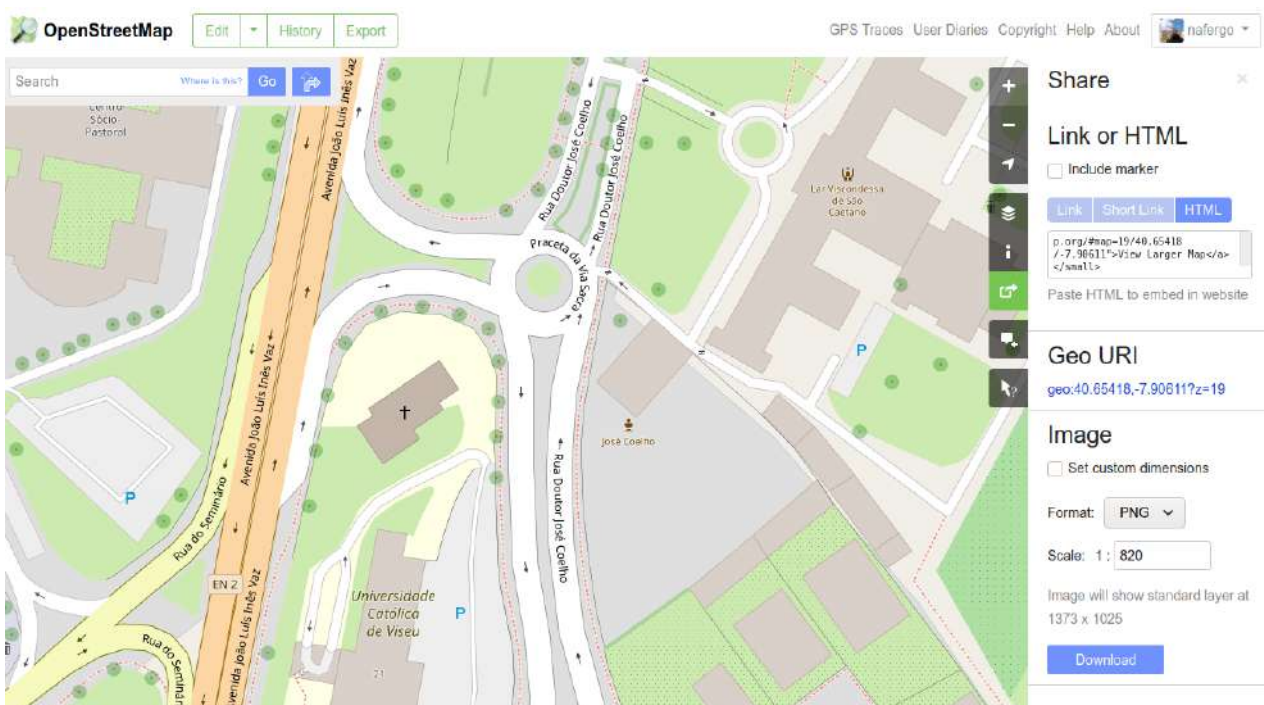 OpenStreetMap
Edit
History
Export
GPS Traces User Diaries Copyright Help About
nafergo
Search
Where is this?
Go
Centro
Sócio-
Pastoral
Avenida João Luís Inês Vaz
Avenida João Luís Inês Vaz
Avenida João Luís Inês Vaz
Avenida João Luís Inês Vaz
Avenida João Luís Inês Vaz
Rua Doutor José Coelho
Rua Doutor José Coelho
Praceta da Via Sacra
Rua Doutor José Coelho
Lar Viscondessa
de São
Caetano
P
José Coelho
P
Rua do Seminário
EN 2
Rua do Seminário
Universidade
Católica
de Viseu
P
21
Share
Link or HTML
Include marker
Link
Short Link
HTML
p.org/#map=19/40.65418
/-7.90611">View Larger Map</a>
</small>
Paste HTML to embed in website
Geo URI
geo:40.65418,-7.90611?z=19
Image
Set custom dimensions
Format: PNG
Scale: 1 : 820
Image will show standard layer at
1373 x 1025
Download